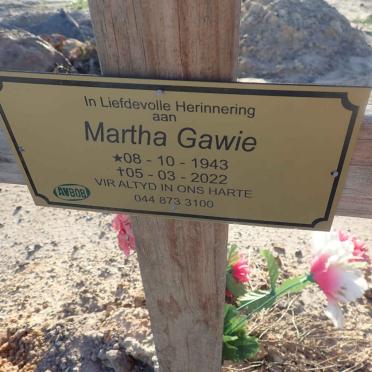 In Liefdevolle Herinnering
aan
Martha Gawie
★08 - 10 - 1943
✝05 - 03 - 2022
VIR ALTYD IN ONS HARTE
044 873 3100
AVBOB